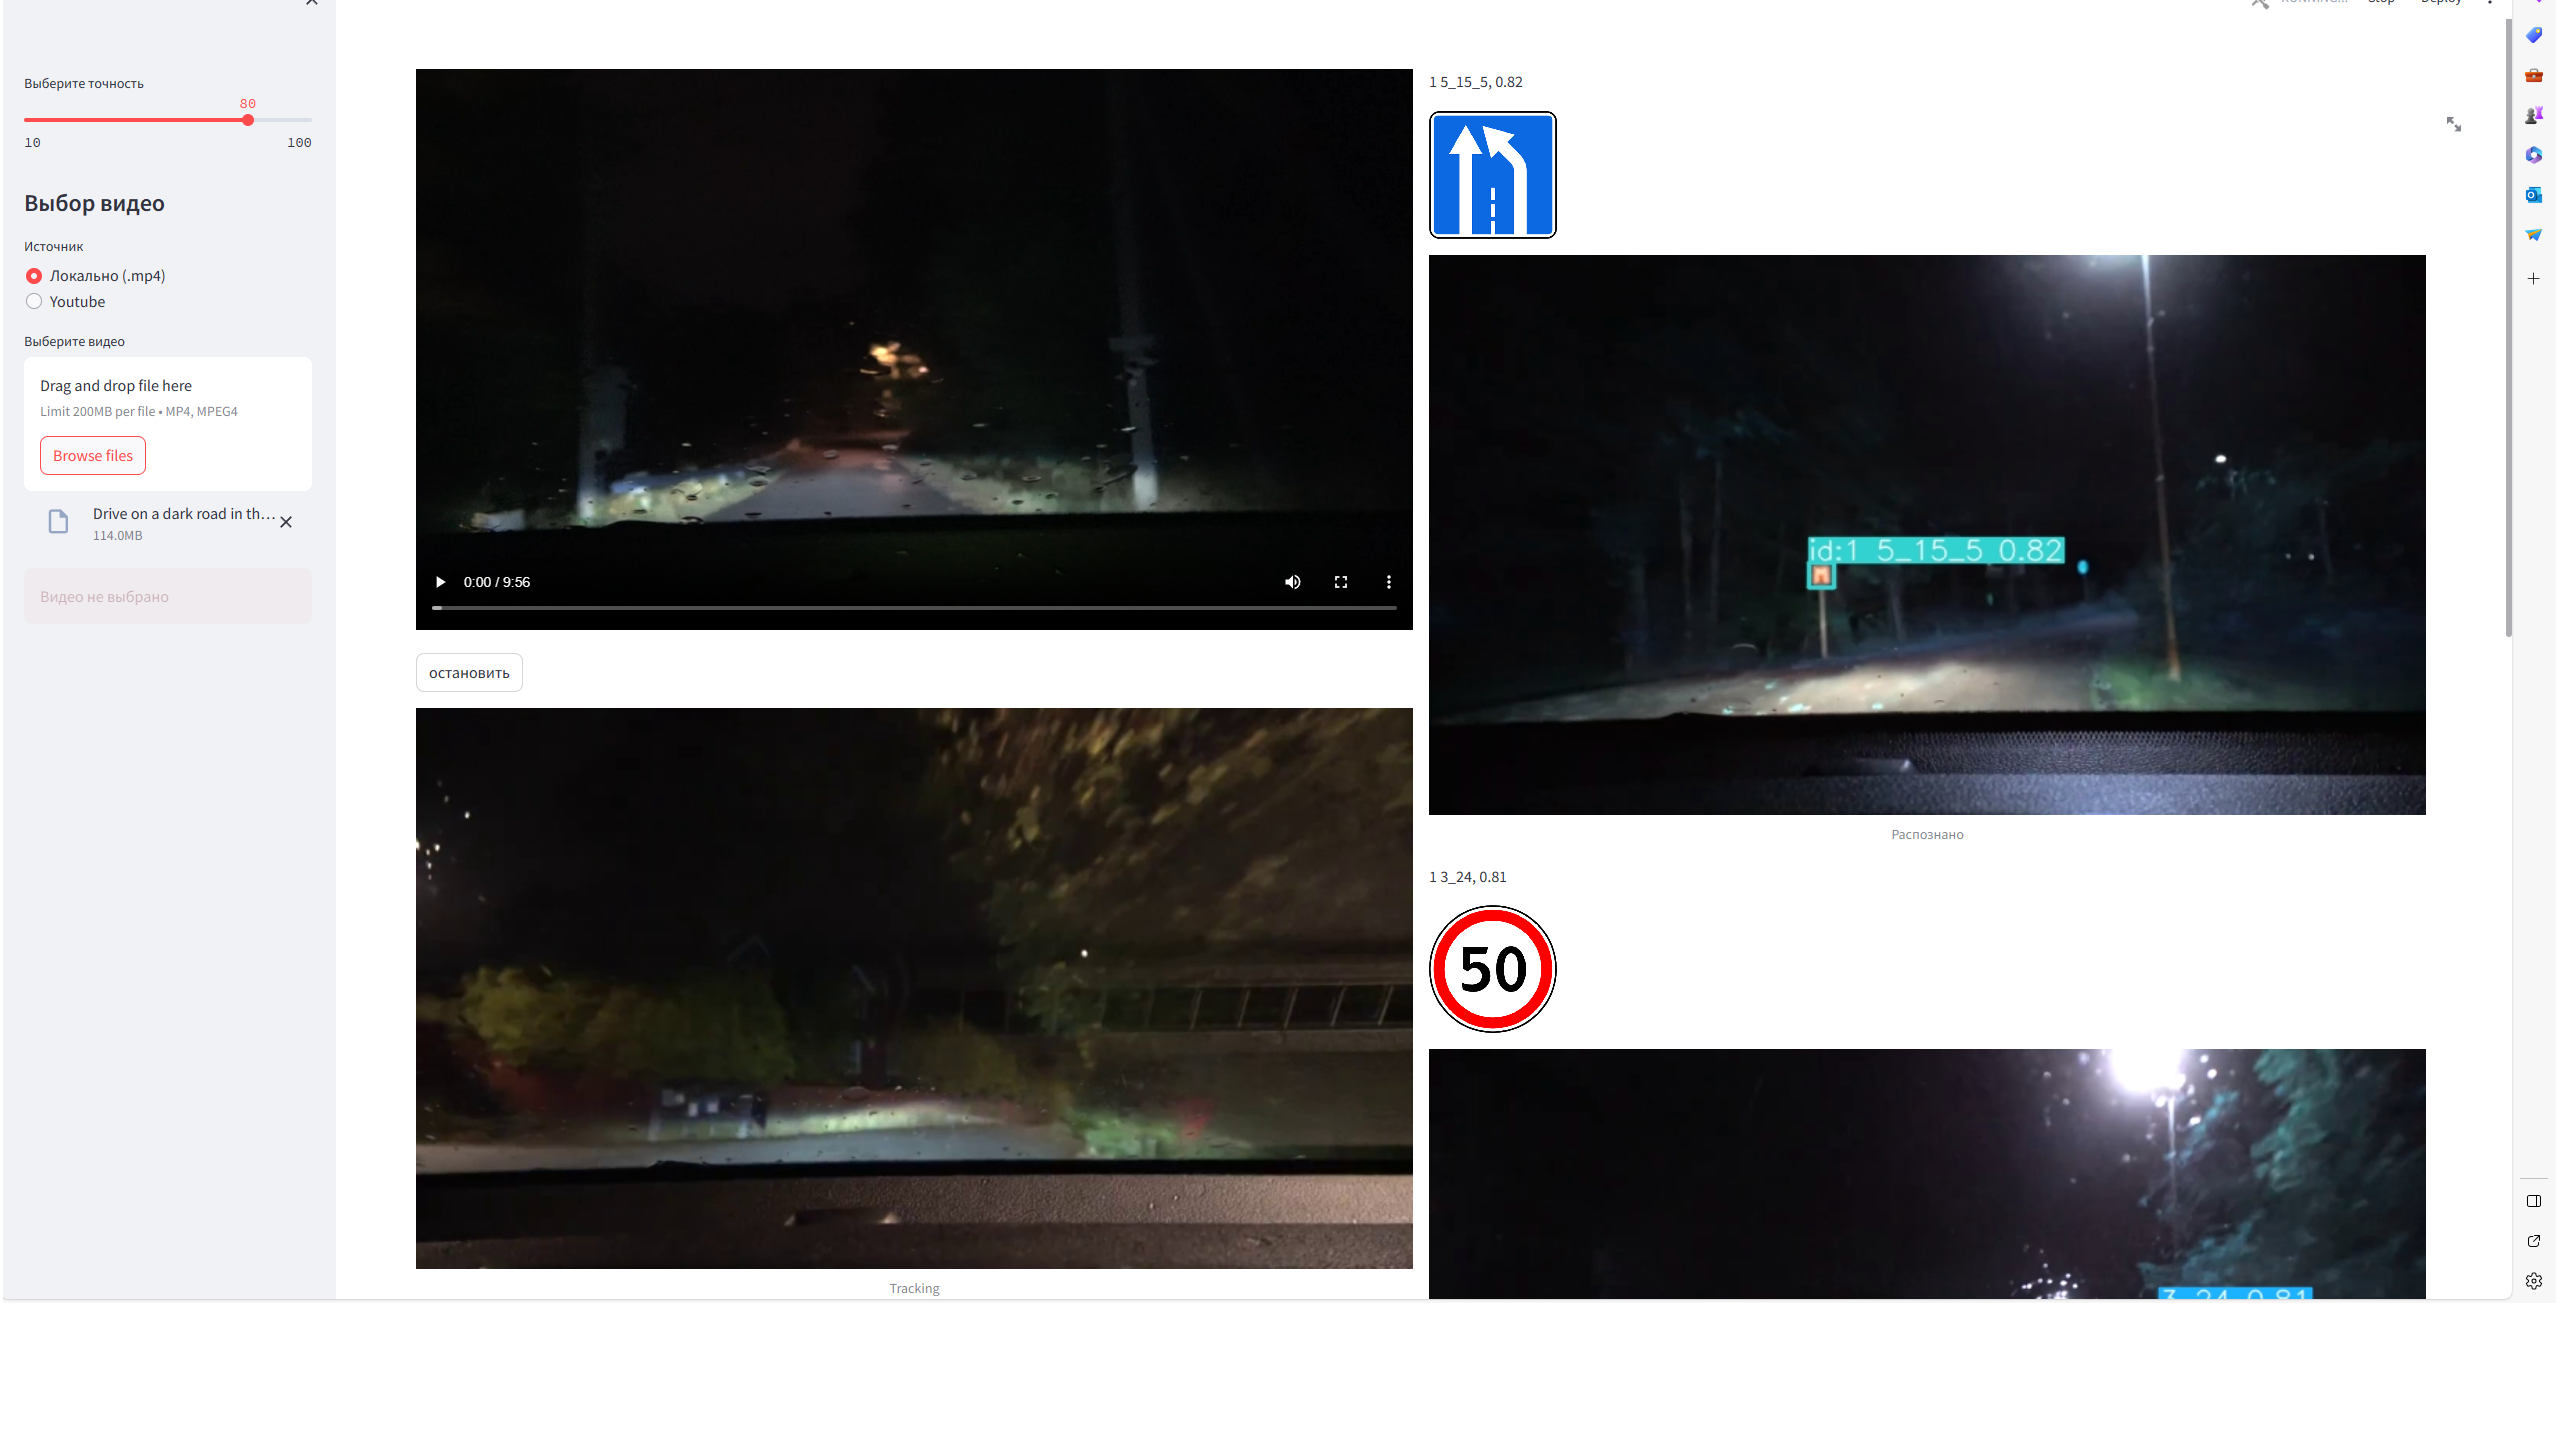 Выберите точность
80
10
100
Выбор видео
Источник
Локально (.mp4)
Youtube
Выберите видео
Drag and drop file here
Limit 200MB per file • MP4, MPEG4
Browse files
Drive on a dark road in th...
114.0MB
Видео не выбрано
0:00 / 9:56
остановить
Tracking
1 5_15_5, 0.82
id:1 5_15_5 0.82
Распознано
1 3_24, 0.81
50
3_24 0.81